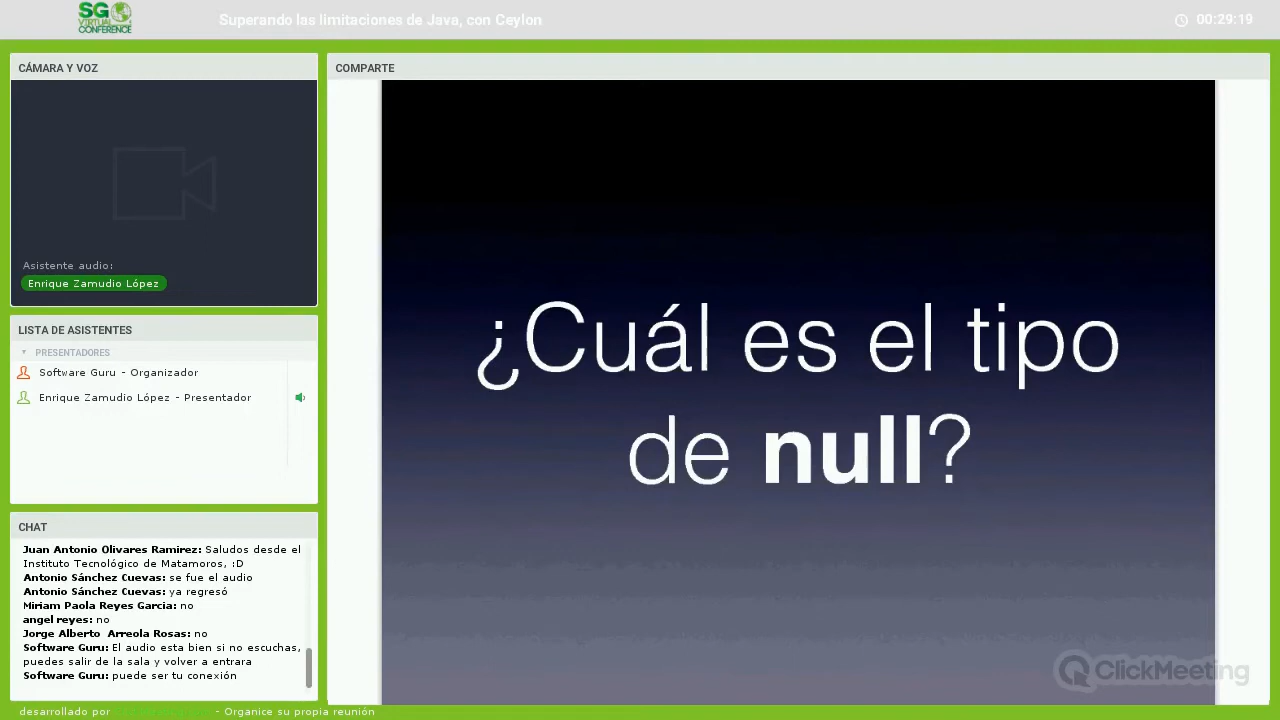 SG
VIRTUAL
CONFERENCE
Superando las limitaciones de Java, con Ceylon
00:29:19
CÁMARA Y VOZ
Asistente audio:
Enrique Zamudio López
LISTA DE ASISTENTES
PRESENTADORES
Software Guru - Organizador
Enrique Zamudio López - Presentador
CHAT
Juan Antonio Olivares Ramirez: Saludos desde el
Instituto Tecnológico de Matamoros, :D
Antonio Sánchez Cuevas: se fue el audio
Antonio Sánchez Cuevas: ya regresó
Miriam Paola Reyes Garcia: no
angel reyes: no
Jorge Alberto Arreola Rosas: no
Software Guru: El audio esta bien si no escuchas,
puedes salir de la sala y volver a entrara
Software Guru: puede ser tu conexión
COMPARTE
¿Cuál es el tipo
de null?
ClickMeeting
desarrollado por - Organice su propia reunión